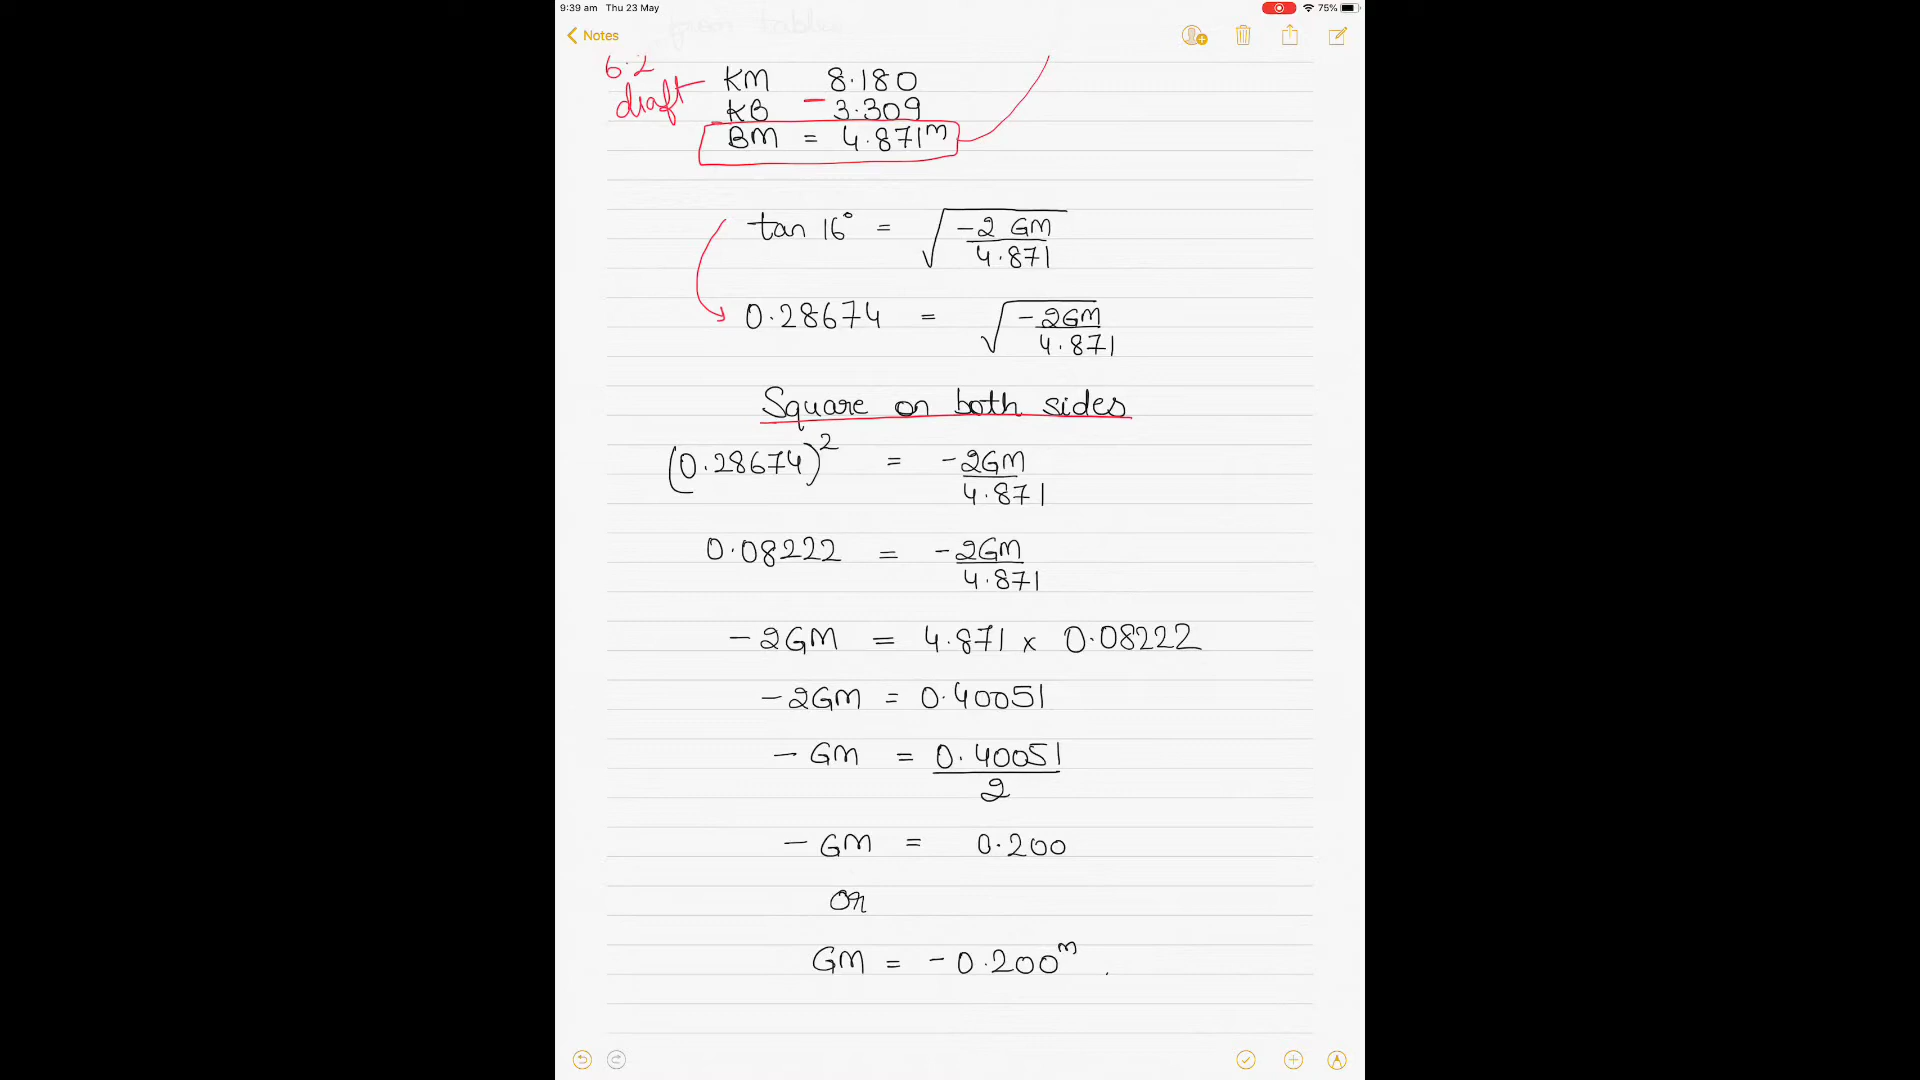 9:39 am Thu 23 May 75%
from tables
Notes
6.2
draft
KM 8.180
KB - 3.309
BM = 4.871m
tan 16° = √-2 GM
4.871
0.28674 = √-2GM
4.871
Square on both sides
(0.28674)² = -2GM
4.871
0.08222 = -2GM
4.871
-2GM = 4.871 x 0.08222
-2GM = 0.40051
- GM = 0.40051
2
- GM = 0.200
or
GM = -0.200m.